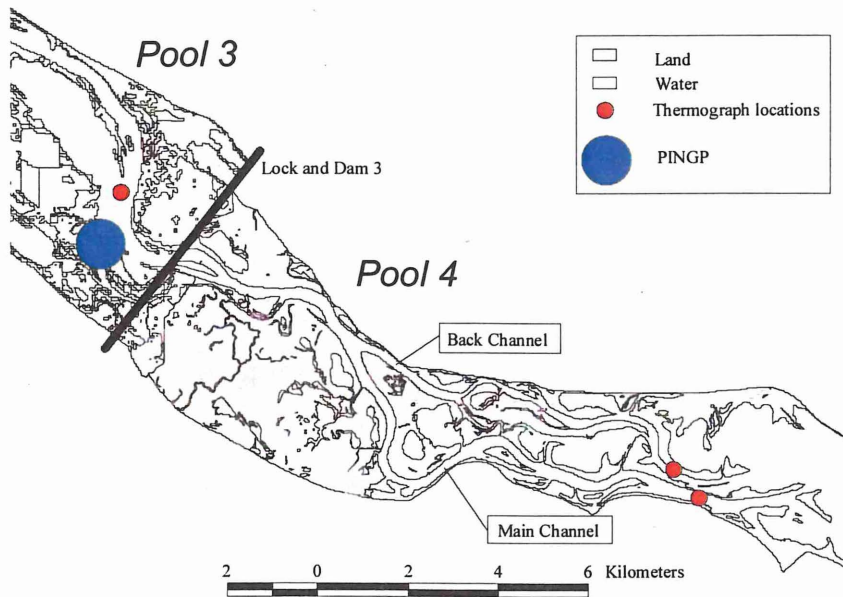 Pool 3
Land
Water
Thermograph locations
PINGP
Lock and Dam 3
Pool 4
Back Channel
Main Channel
2 0 2 4 6 Kilometers